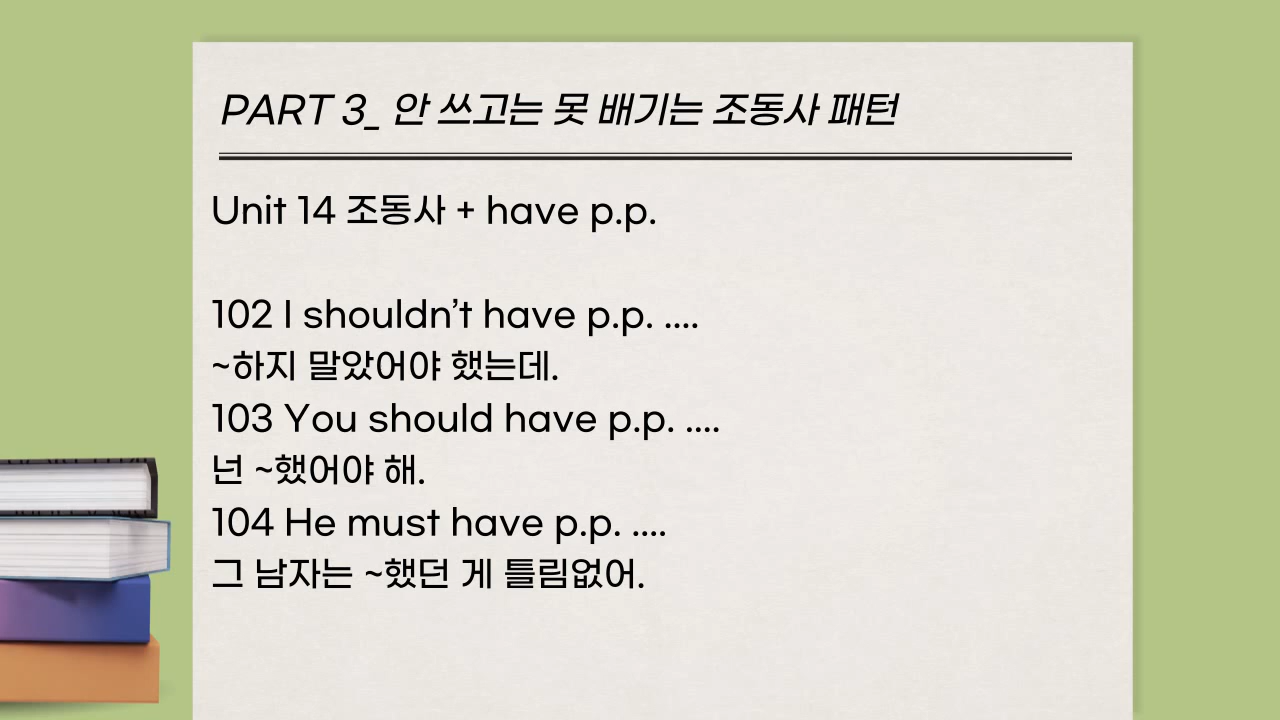 PART 3_ 안 쓰고는 못 배기는 조동사 패턴
Unit 14 조동사 + have p.p.
102 I shouldn’t have p.p. ....
~하지 말았어야 했는데.
103 You should have p.p. ....
넌 ~했어야 해.
104 He must have p.p. ....
그 남자는 ~했던 게 틀림없어.